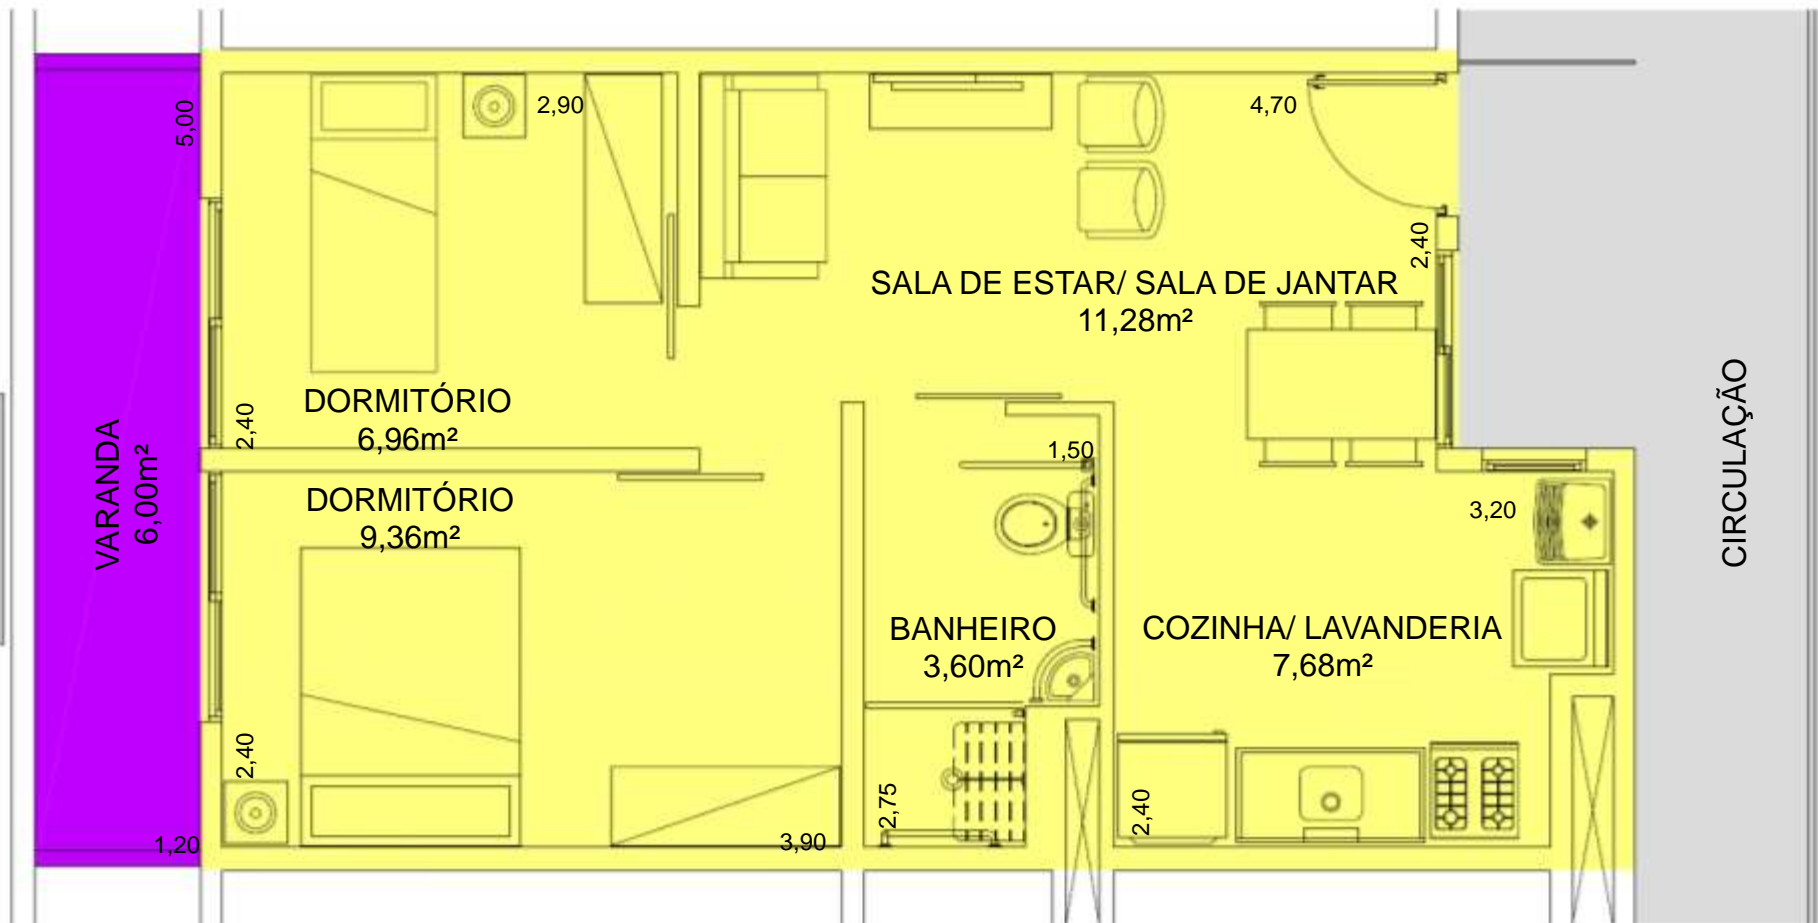 5,00
2,90
4,70
2,40
SALA DE ESTAR/ SALA DE JANTAR
11,28m²
DORMITÓRIO
6,96m²
2,40
VARANDA
6,00m²
DORMITÓRIO
9,36m²
1,50
3,20
CIRCULAÇÃO
BANHEIRO
3,60m²
COZINHA/ LAVANDERIA
7,68m²
2,40
2,75
2,40
1,20
3,90